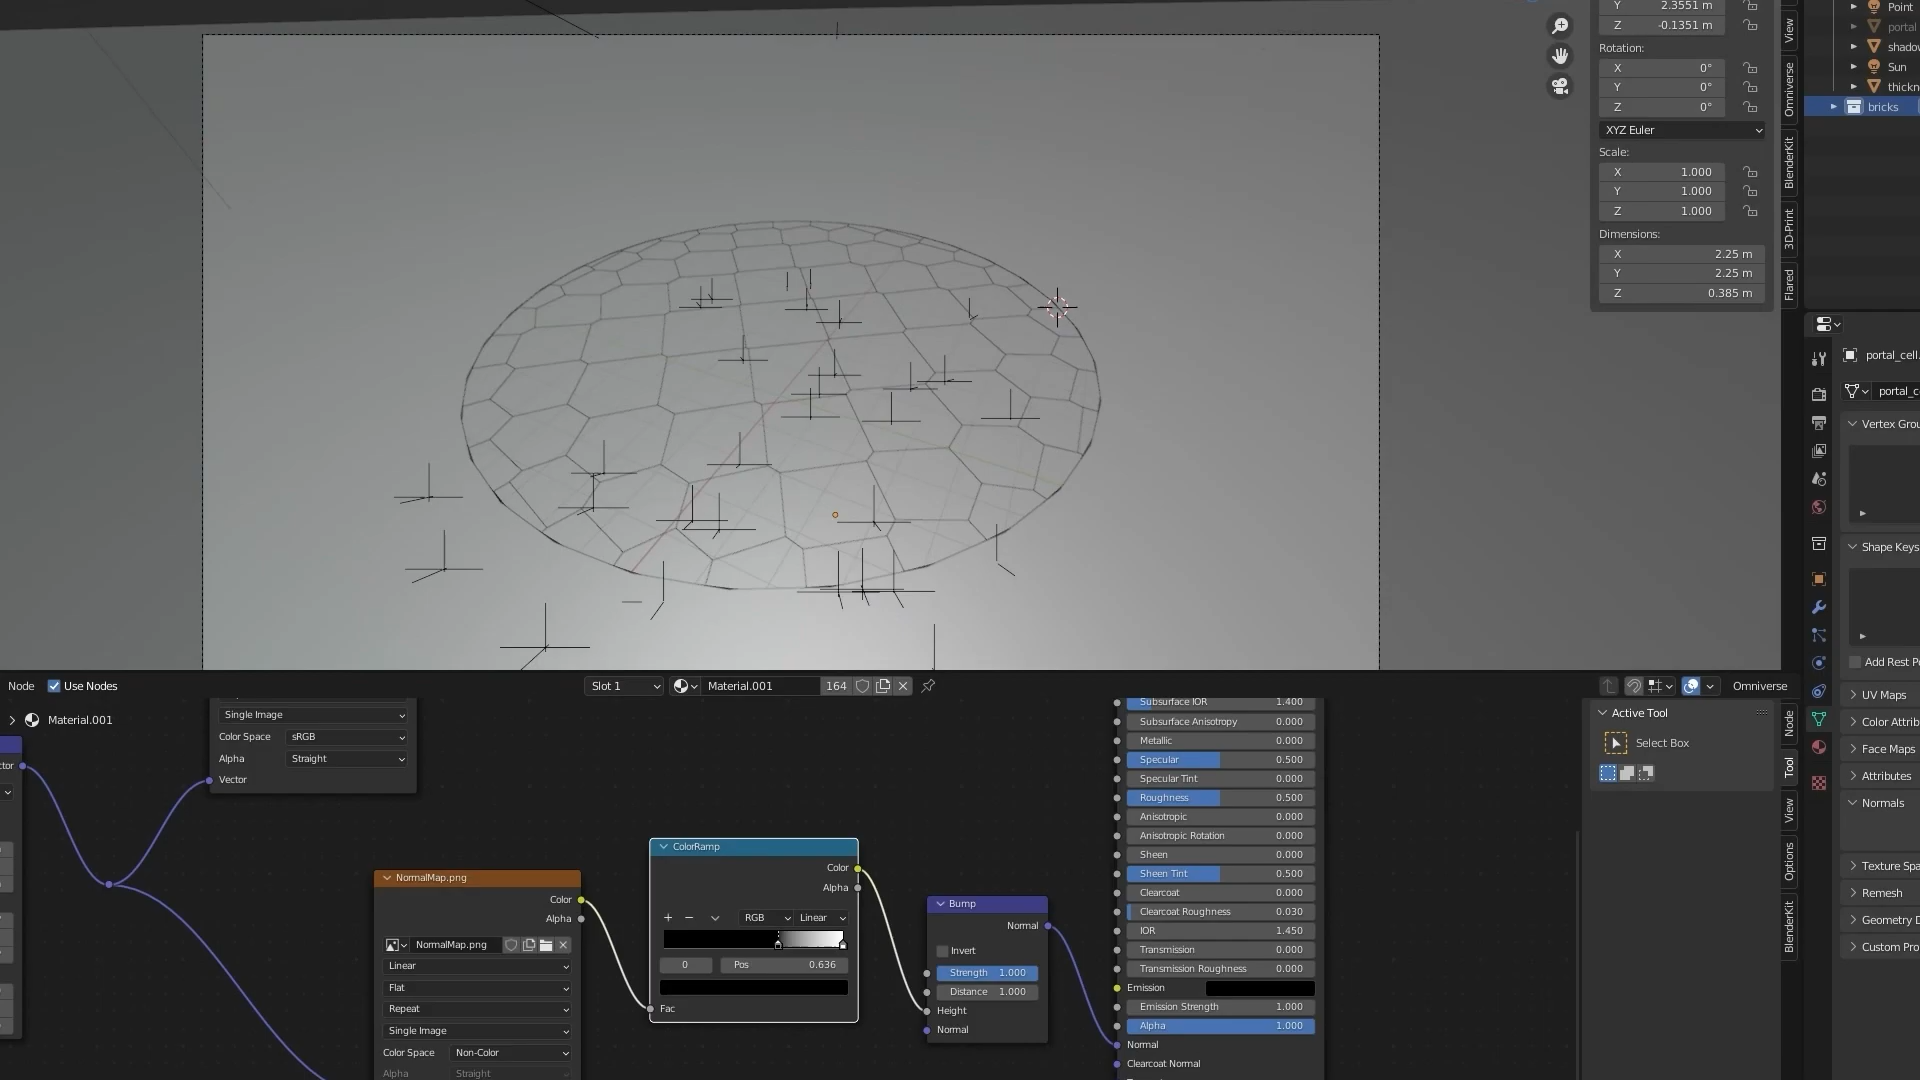 Y 2.3551 m
Z -0.1351 m
Rotation:
X 0°
Y 0°
Z 0°
XYZ Euler
Scale:
X 1.000
Y 1.000
Z 1.000
Dimensions:
X 2.25 m
Y 2.25 m
Z 0.385 m
View
Omniverse
BlenderKit
3D-Print
Flared
Point
portal
shadow
Sun
thickn
bricks
portal_cell.
portal_c
Vertex Grou
Shape Keys
Add Rest Po
UV Maps
Color Attrib
Face Maps
Attributes
Normals
Texture Spa
Remesh
Geometry D
Custom Pro
Node Use Nodes Slot 1 Material.001 164 Omniverse
Material.001
ctor
Single Image
Color Space sRGB
Alpha Straight
Vector
NormalMap.png
Color
Alpha
NormalMap.png
Linear
Flat
Repeat
Single Image
Color Space Non-Color
Alpha Straight
ColorRamp
Color
Alpha
RGB Linear
0 Pos 0.636
Fac
Bump
Normal
Invert
Strength 1.000
Distance 1.000
Height
Normal
Subsurface IOR 1.400
Subsurface Anisotropy 0.000
Metallic 0.000
Specular 0.500
Specular Tint 0.000
Roughness 0.500
Anisotropic 0.000
Anisotropic Rotation 0.000
Sheen 0.000
Sheen Tint 0.500
Clearcoat 0.000
Clearcoat Roughness 0.030
IOR 1.450
Transmission 0.000
Transmission Roughness 0.000
Emission
Emission Strength 1.000
Alpha 1.000
Normal
Clearcoat Normal
Active Tool
Select Box
Node
Tool
View
Options
BlenderKit